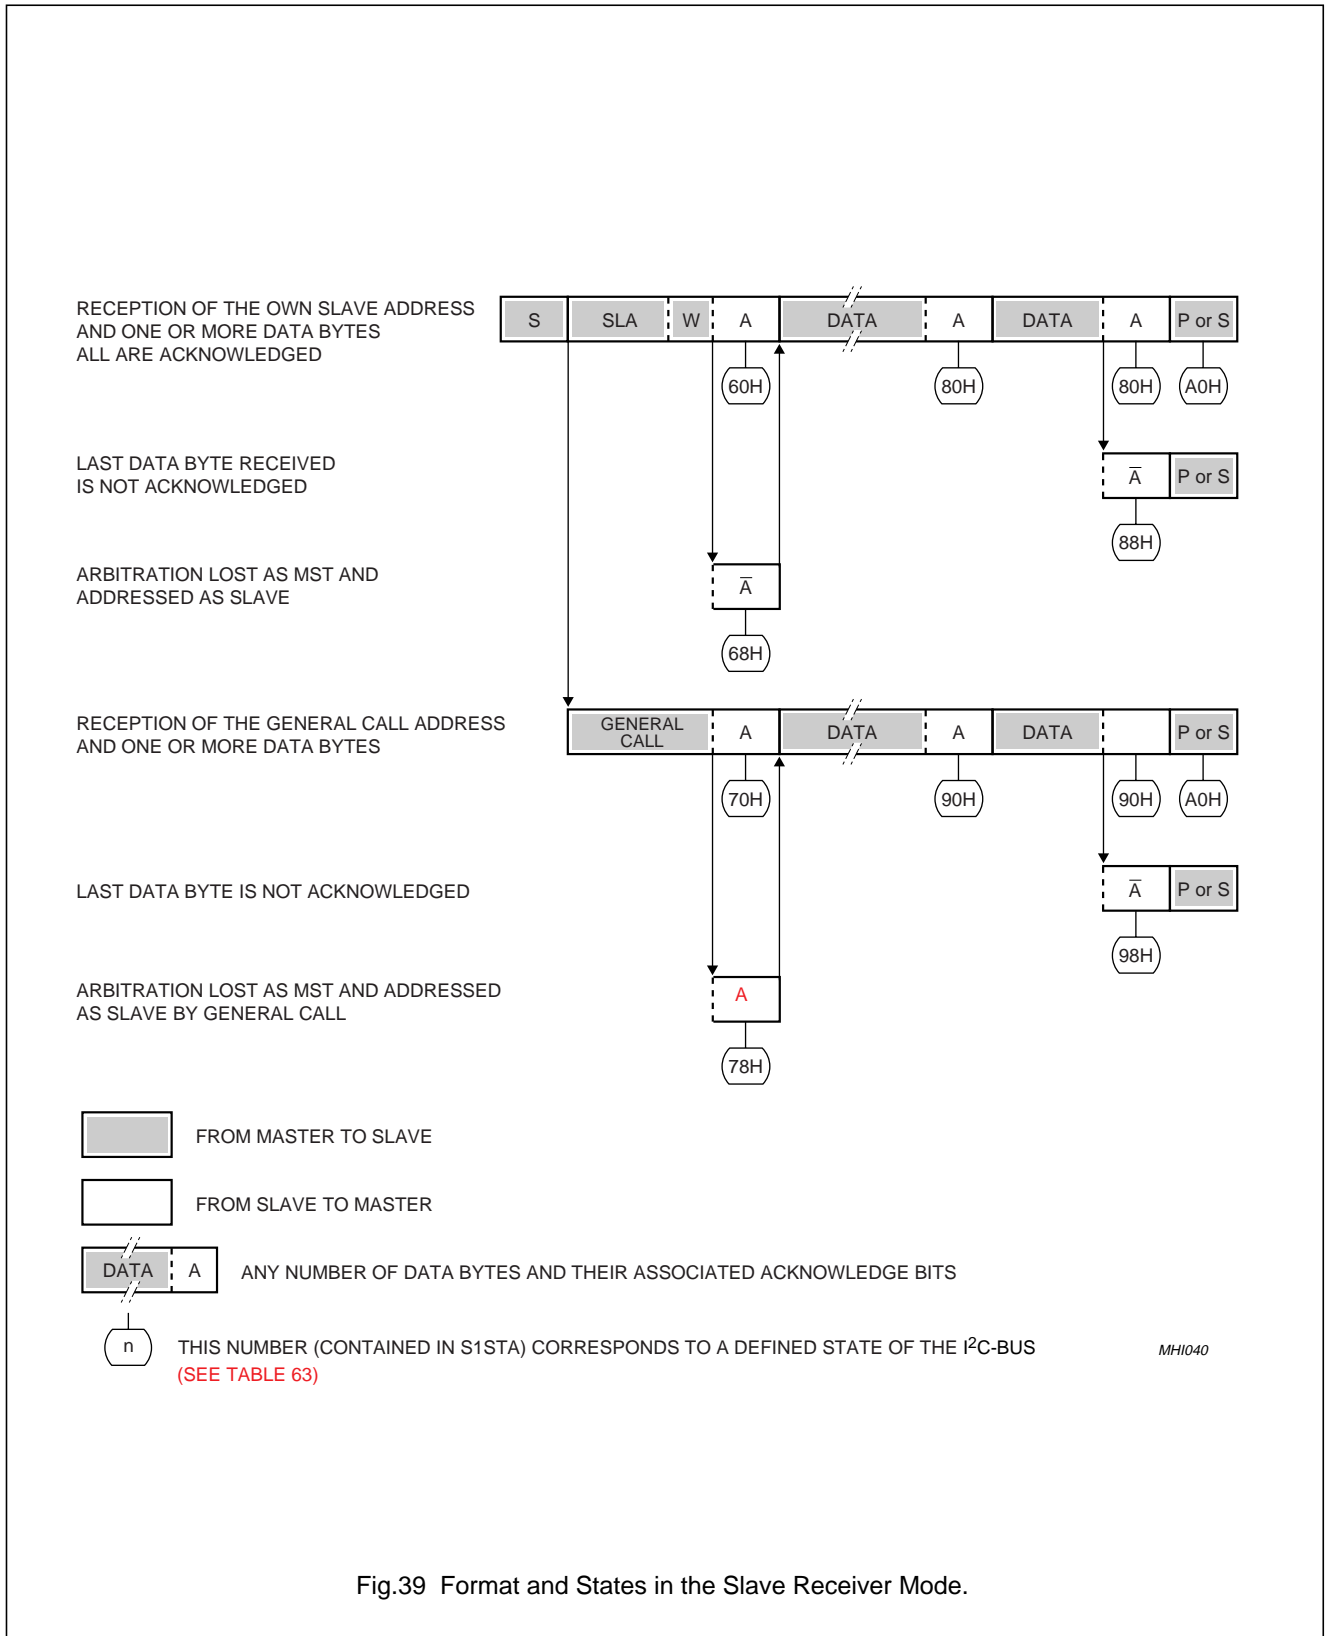 RECEPTION OF THE OWN SLAVE ADDRESS
AND ONE OR MORE DATA BYTES
ALL ARE ACKNOWLEDGED
S SLA W A DATA A DATA A P or S
60H 80H 80H A0H
LAST DATA BYTE RECEIVED
IS NOT ACKNOWLEDGED
A̅ P or S
88H
ARBITRATION LOST AS MST AND
ADDRESSED AS SLAVE
A̅
68H
RECEPTION OF THE GENERAL CALL ADDRESS
AND ONE OR MORE DATA BYTES
GENERAL
CALL
A DATA A DATA P or S
70H 90H 90H A0H
LAST DATA BYTE IS NOT ACKNOWLEDGED
A̅ P or S
98H
ARBITRATION LOST AS MST AND ADDRESSED
AS SLAVE BY GENERAL CALL
A
78H
FROM MASTER TO SLAVE
FROM SLAVE TO MASTER
DATA A ANY NUMBER OF DATA BYTES AND THEIR ASSOCIATED ACKNOWLEDGE BITS
n THIS NUMBER (CONTAINED IN S1STA) CORRESPONDS TO A DEFINED STATE OF THE I²C-BUS
(SEE TABLE 63)
MHI040
Fig.39 Format and States in the Slave Receiver Mode.